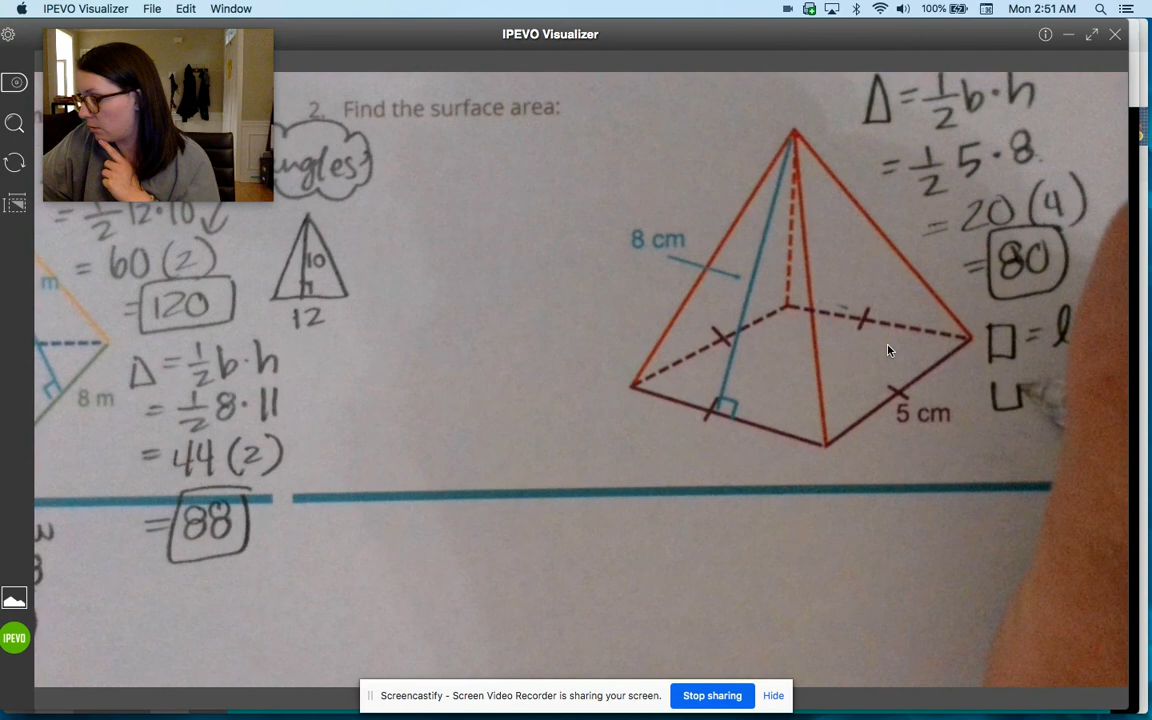 IPEVO Visualizer File Edit Window 100% Mon 2:51 AM
IPEVO Visualizer
2. Find the surface area:
ngles
= 1/2 12 · 10
= 60 (2)
= 120
10
12
m
8 m
Δ = 1/2 b · h
= 1/2 8 · 11
= 44 (2)
= 88
w
8 cm
5 cm
Δ = 1/2 b · h
= 1/2 5 · 8
= 20 (4)
= 80
□ = l
IPEVO
Screencastify - Screen Video Recorder is sharing your screen. Stop sharing Hide